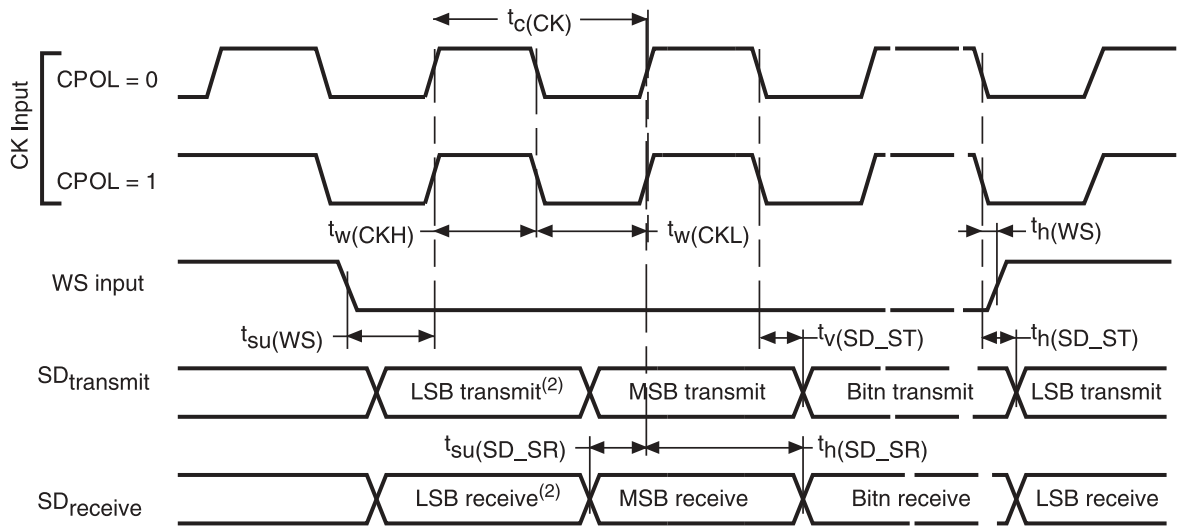 tc(CK)
CK Input
CPOL = 0
CPOL = 1
tw(CKH)
tw(CKL)
th(WS)
WS input
tsu(WS)
tv(SD_ST)
th(SD_ST)
SDtransmit
LSB transmit(2)
MSB transmit
Bitn transmit
LSB transmit
tsu(SD_SR)
th(SD_SR)
SDreceive
LSB receive(2)
MSB receive
Bitn receive
LSB receive